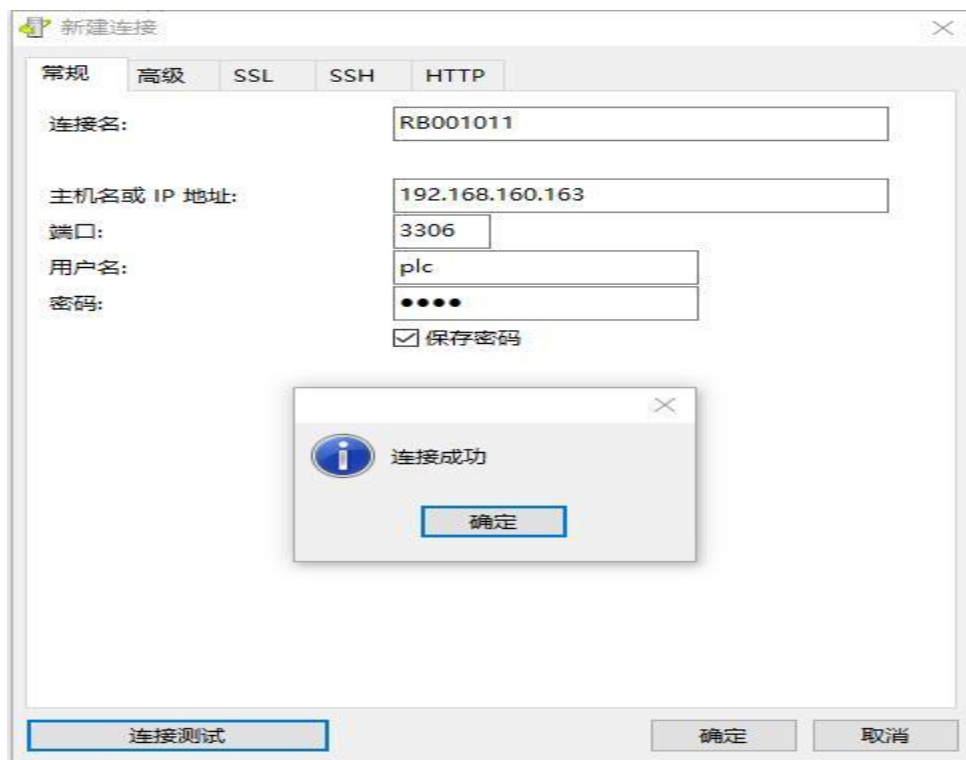 新建连接
常规 高级 SSL SSH HTTP
连接名: RB001011
主机名或 IP 地址: 192.168.160.163
端口: 3306
用户名: plc
密码: ●●●●
保存密码
连接成功
确定
连接测试 确定 取消